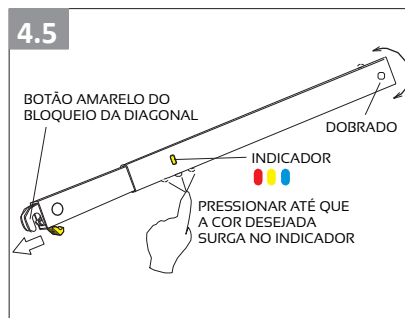 4.5
BOTÃO AMARELO DO
BLOQUEIO DA DIAGONAL
DOBRADO
INDICADOR
PRESSIONAR ATÉ QUE
A COR DESEJADA
SURGA NO INDICADOR